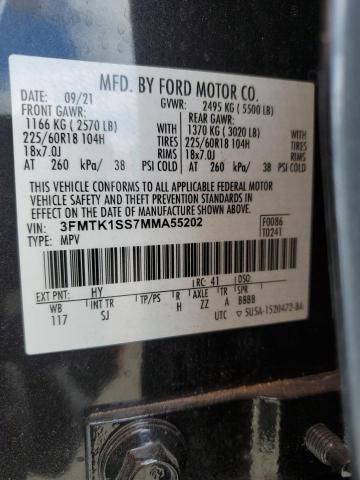 MFD. BY FORD MOTOR CO.
DATE: 09/21 GVWR: 2495 KG ( 5500 LB)
FRONT GAWR: REAR GAWR:
1166 KG ( 2570 LB) 1370 KG ( 3020 LB)
225/60R18 104H TIRES 225/60R18 104H TIRES
18x7.0J RIMS 18x7.0J RIMS
AT 260 kPa/ 38 PSI COLD AT 260 kPa/ 38 PSI COLD
THIS VEHICLE CONFORMS TO ALL APPLICABLE FEDERAL MOTOR
VEHICLE SAFETY AND THEFT PREVENTION STANDARDS IN
EFFECT ON THE DATE OF MANUFACTURE SHOWN ABOVE.
VIN: 3FMTK1SS7MMA55202 F0086
TYPE: MPV T0241
EXT PNT: HY RC: 41 DSO:
WB INT TR TP/PS R AXLE TR SPR
117 SJ H ZZ A BBBB
UTC ▽ 5U5A-1520472-BA